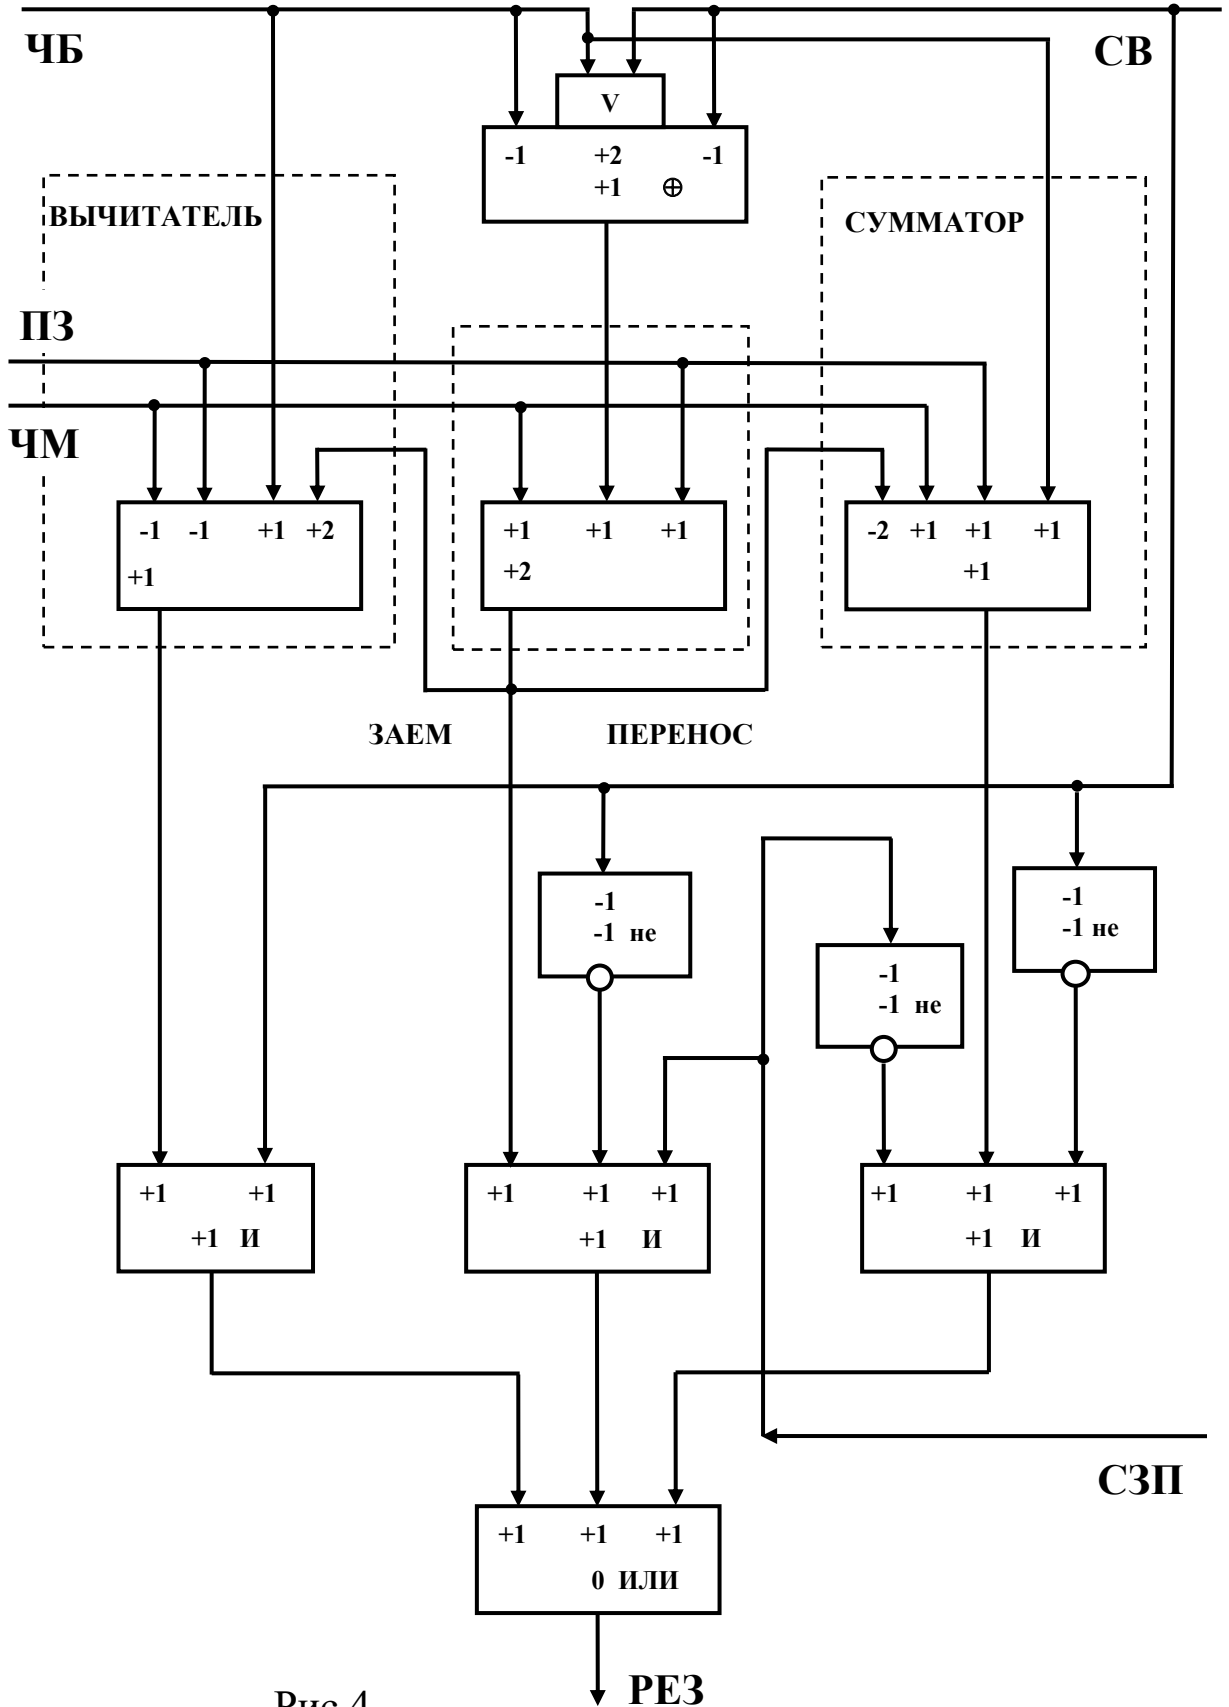 ЧБ
СВ
V
-1 +2 -1
+1 ⊕
ВЫЧИТАТЕЛЬ
СУММАТОР
ПЗ
ЧМ
-1 -1 +1 +2
+1
+1 +1 +1
+2
-2 +1 +1 +1
+1
ЗАЕМ
ПЕРЕНОС
-1
-1 не
-1
-1 не
-1
-1 не
+1 +1
+1 И
+1 +1 +1
+1 И
+1 +1 +1
+1 И
СЗП
+1 +1 +1
0 ИЛИ
РЕЗ
Рис 4